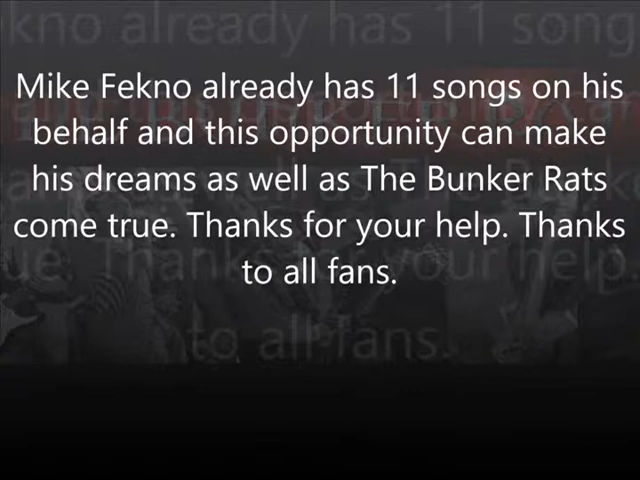 Mike Fekno already has 11 songs on his
behalf and this opportunity can make
his dreams as well as The Bunker Rats
come true. Thanks for your help. Thanks
to all fans.